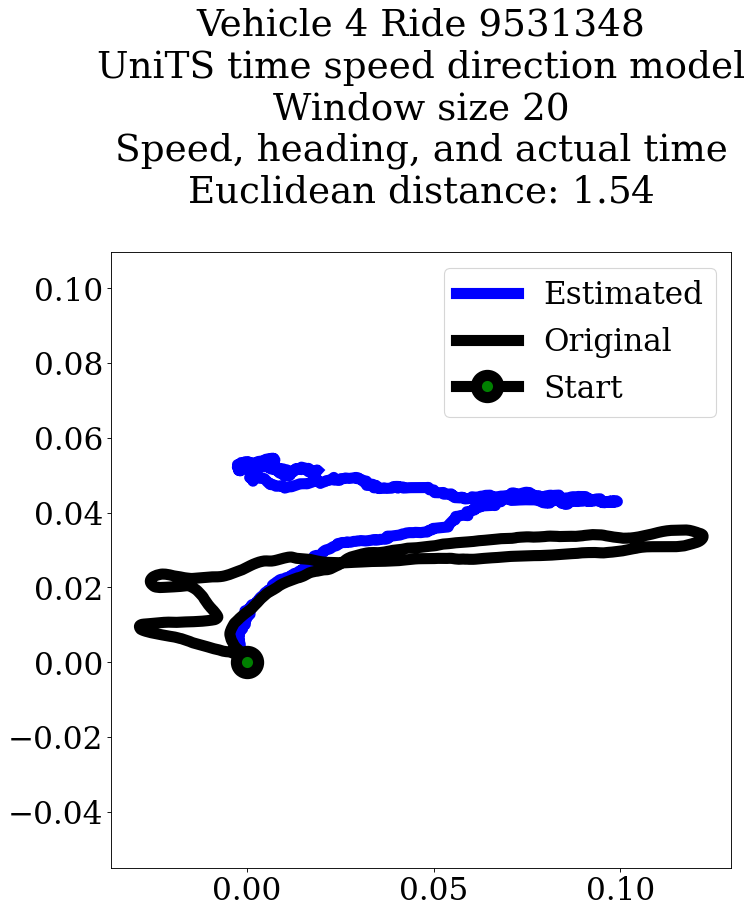 Vehicle 4 Ride 9531348
UniTS time speed direction model
Window size 20
Speed, heading, and actual time
Euclidean distance: 1.54
Estimated
Original
Start
0.10
0.08
0.06
0.04
0.02
0.00
−0.02
−0.04
0.00
0.05
0.10